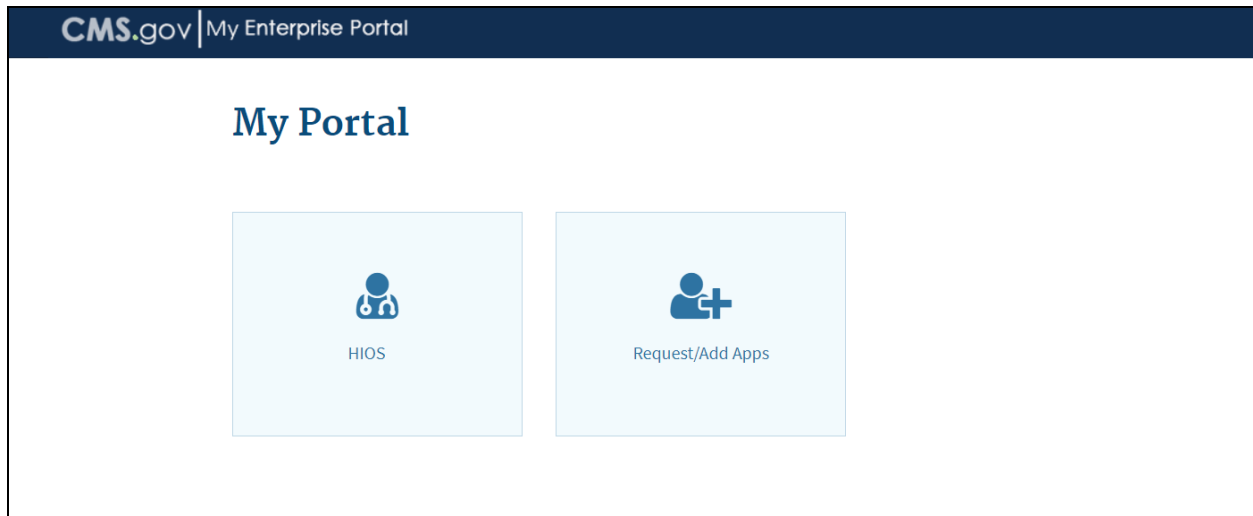 CMS.gov | My Enterprise Portal
My Portal
HIOS
Request/Add Apps